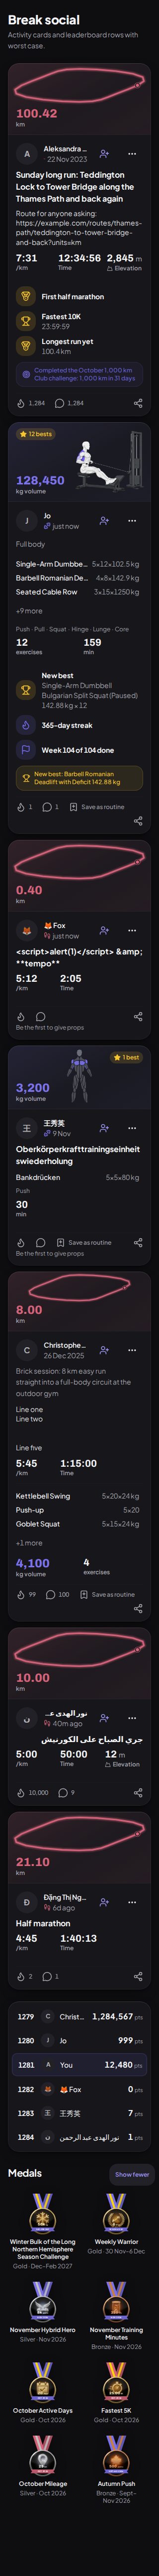 Break social
Activity cards and leaderboard rows with
worst case.
100.42
km
A
Aleksandra ...
· 22 Nov 2023
Sunday long run: Teddington
Lock to Tower Bridge along the
Thames Path and back again
Route for anyone asking:
https://example.com/routes/thames-
path/teddington-to-tower-bridge-
and-back?units=km
7:31 12:34:56 2,845 m
/km Time Elevation
First half marathon
Fastest 10K
23:59:59
Longest run yet
100.4 km
Completed the October 1,000 km
Club challenge: 1,000 km in 31 days
1,284 1,284
12 bests
128,450
kg volume
J
Jo
just now
Full body
Single-Arm Dumbbe... 5×12×102.5 kg
Barbell Romanian De... 4×8×142.9 kg
Seated Cable Row 3×15×1250 kg
+9 more
Push · Pull · Squat · Hinge · Lunge · Core
12 159
exercises min
New best
Single-Arm Dumbbell
Bulgarian Split Squat (Paused)
142.88 kg × 12
365-day streak
Week 104 of 104 done
New best: Barbell Romanian
Deadlift with Deficit 142.88 kg
1 1 Save as routine
0.40
km
🦊
🦊 Fox
just now
<script>alert(1)</script> &amp;
**tempo**
5:12 2:05
/km Time
Be the first to give props
1 best
3,200
kg volume
王
王秀英
9 Nov
Oberkörperkrafttrainingseinheit
swiederholung
Bankdrücken 5×5×80 kg
Push
30
min
Save as routine
Be the first to give props
8.00
km
C
Christophe...
26 Dec 2025
Brick session: 8 km easy run
straight into a full-body circuit at the
outdoor gym
Line one
Line two
Line five
5:45 1:15:00
/km Time
Kettlebell Swing 5×20×24 kg
Push-up 5×20
Goblet Squat 5×15×24 kg
+1 more
4,100 4
kg volume exercises
99 100 Save as routine
10.00
km
ن
نور الهدى ع...
40m ago
جري الصباح على الكورنيش
5:00 50:00 12 m
/km Time Elevation
10,000 9
21.10
km
Đ
Đặng Thị Ng...
6d ago
Half marathon
4:45 1:40:13
/km Time
2 1
1279 C Christ... 1,284,567 pts
1280 J Jo 999 pts
1281 A You 12,480 pts
1282 🦊 🦊 Fox 0 pts
1283 王 王秀英 7 pts
1284 ن نور الهدى عبد الرحمن 1 pts
Medals Show fewer
Winter Bulk of the Long
Northern Hemisphere
Season Challenge
Gold · Dec–Feb 2027
Weekly Warrior
Gold · 30 Nov–6 Dec
November Hybrid Hero
Silver · Nov 2026
November Training
Minutes
Bronze · Nov 2026
October Active Days
Gold · Oct 2026
Fastest 5K
Gold · Oct 2026
October Mileage
Silver · Oct 2026
Autumn Push
Bronze · Sept–
Nov 2026